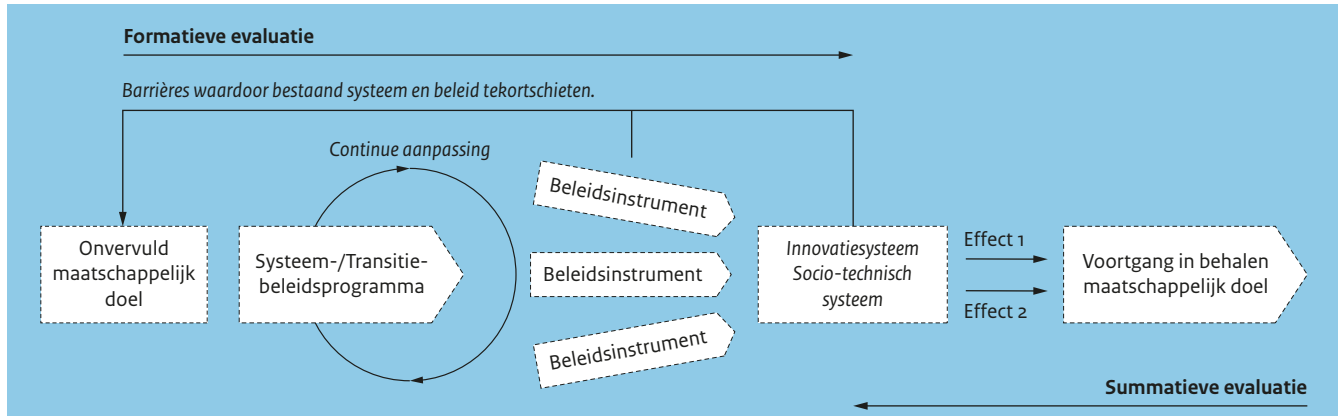 Formatieve evaluatie
Barrières waardoor bestaand systeem en beleid tekortschieten.
Continue aanpassing
Onvervuld
maatschappelijk
doel
Systeem-/Transitie-
beleidsprogramma
Beleidsinstrument
Beleidsinstrument
Beleidsinstrument
Innovatiesysteem
Socio-technisch
systeem
Effect 1
Effect 2
Voortgang in behalen
maatschappelijk doel
Summatieve evaluatie